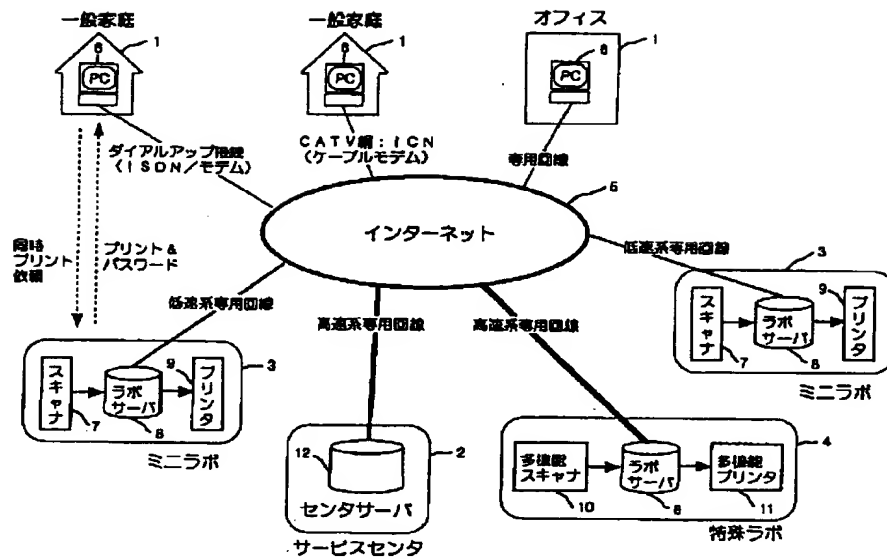 一般家庭
一般家庭
オフィス
1
1
1
6
6
6
PC
PC
PC
ダイアルアップ接続
(ISDN/モデム)
CATV網:ICN
(ケーブルモデム)
専用回線
5
インターネット
同時
プリント
依頼
プリント&
パスワード
低速系専用回線
高速系専用回線
高速系専用回線
低速系専用回線
3
スキャナ
ラボ
サーバ
プリンタ
7
8
9
ミニラボ
3
スキャナ
ラボ
サーバ
プリンタ
7
8
9
ミニラボ
2
12
センタサーバ
サービスセンタ
4
多機能
スキャナ
ラボ
サーバ
多機能
プリンタ
10
8
11
特殊ラボ